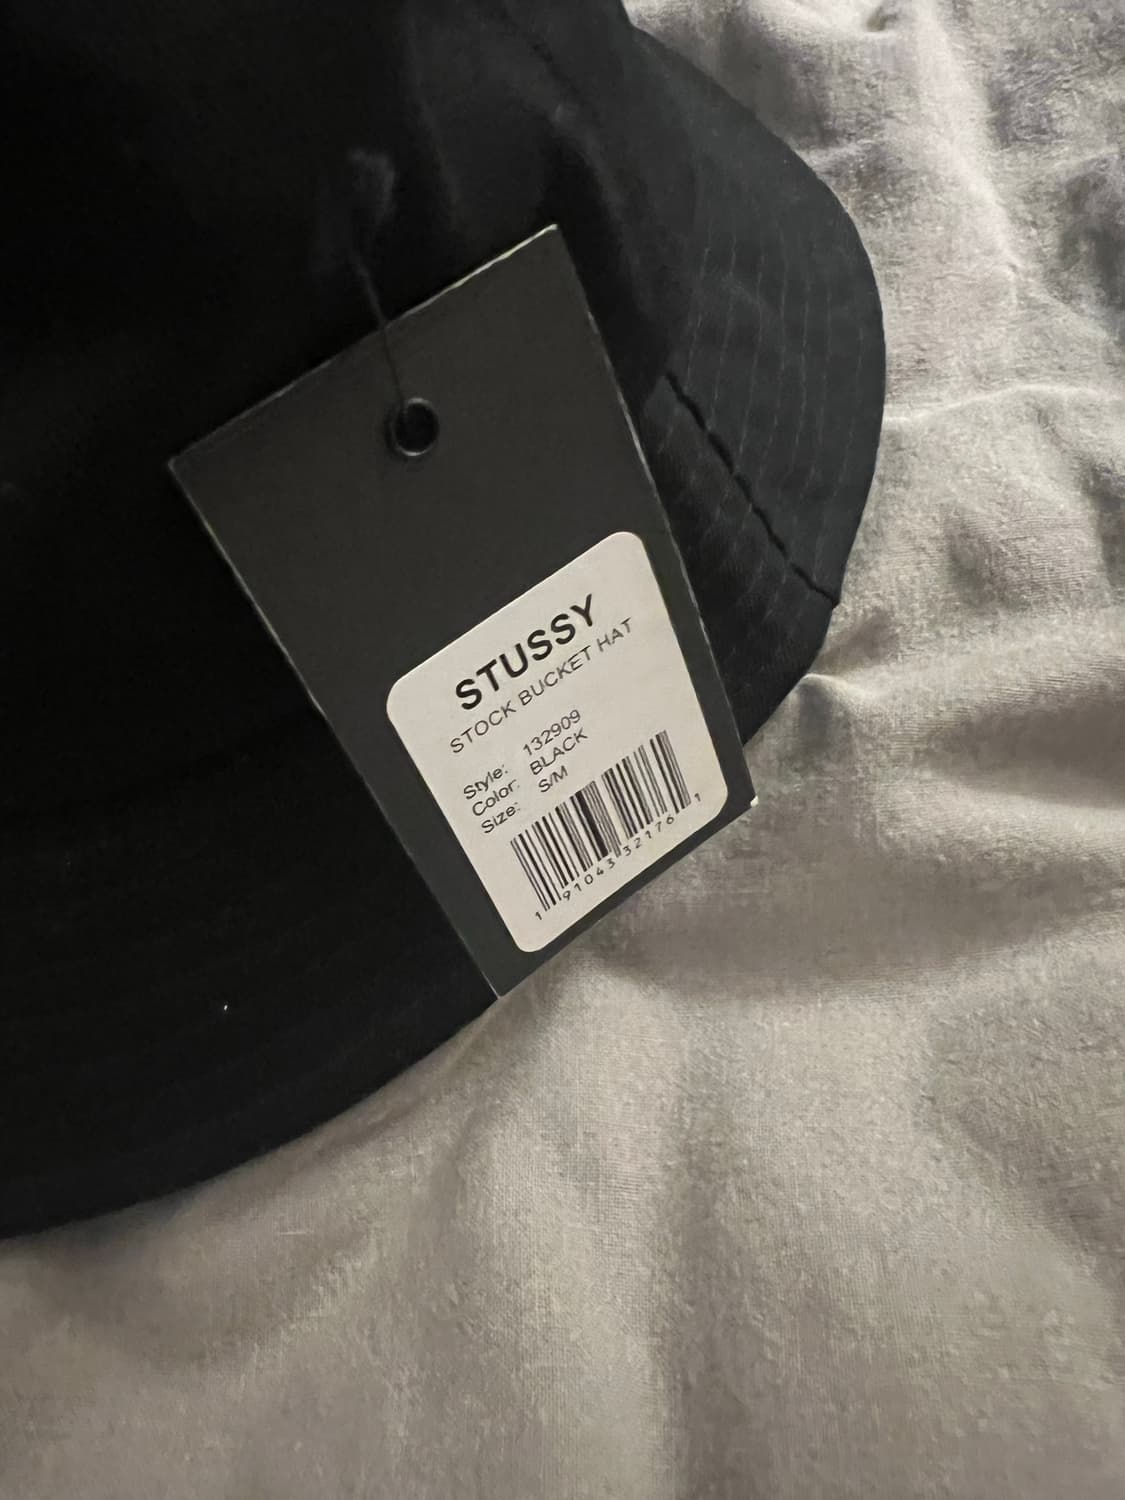 STUSSY
STOCK BUCKET HAT
Style: 132909
Color: BLACK
Size: S/M
1 91043 32176 1